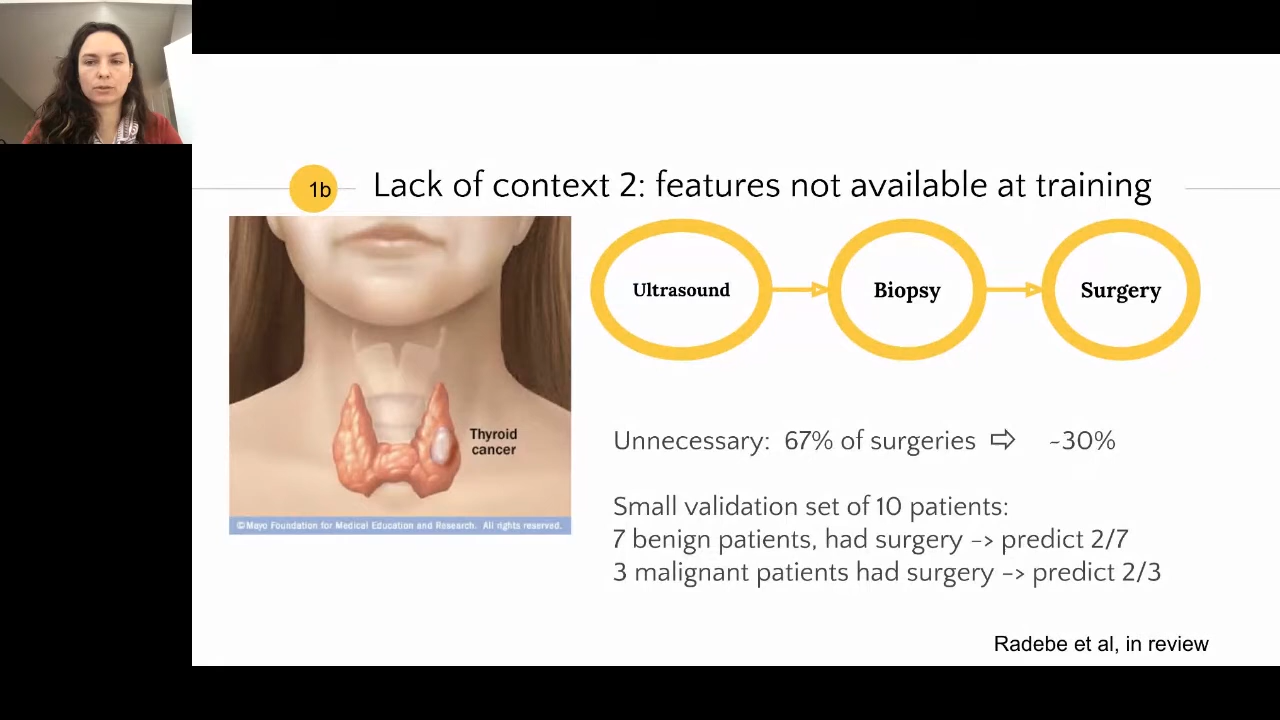 1b
Lack of context 2: features not available at training
Ultrasound
Biopsy
Surgery
Thyroid
cancer
©Mayo Foundation for Medical Education and Research. All rights reserved.
Unnecessary: 67% of surgeries ⇨ ~30%
Small validation set of 10 patients:
7 benign patients, had surgery -> predict 2/7
3 malignant patients had surgery -> predict 2/3
Radebe et al, in review